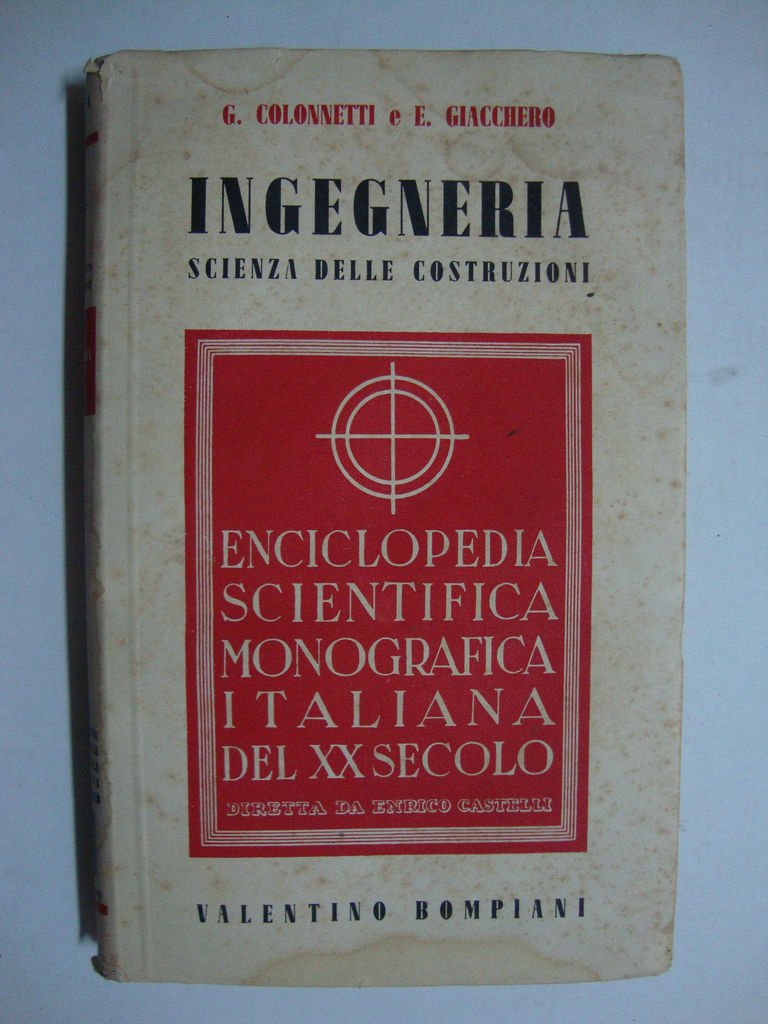 G. COLONNETTI e E. GIACCHERO
INGEGNERIA
SCIENZA DELLE COSTRUZIONI
ENCICLOPEDIA
SCIENTIFICA
MONOGRAFICA
ITALIANA
DEL XX SECOLO
DIRETTA DA ENRICO CASTELLI
VALENTINO BOMPIANI